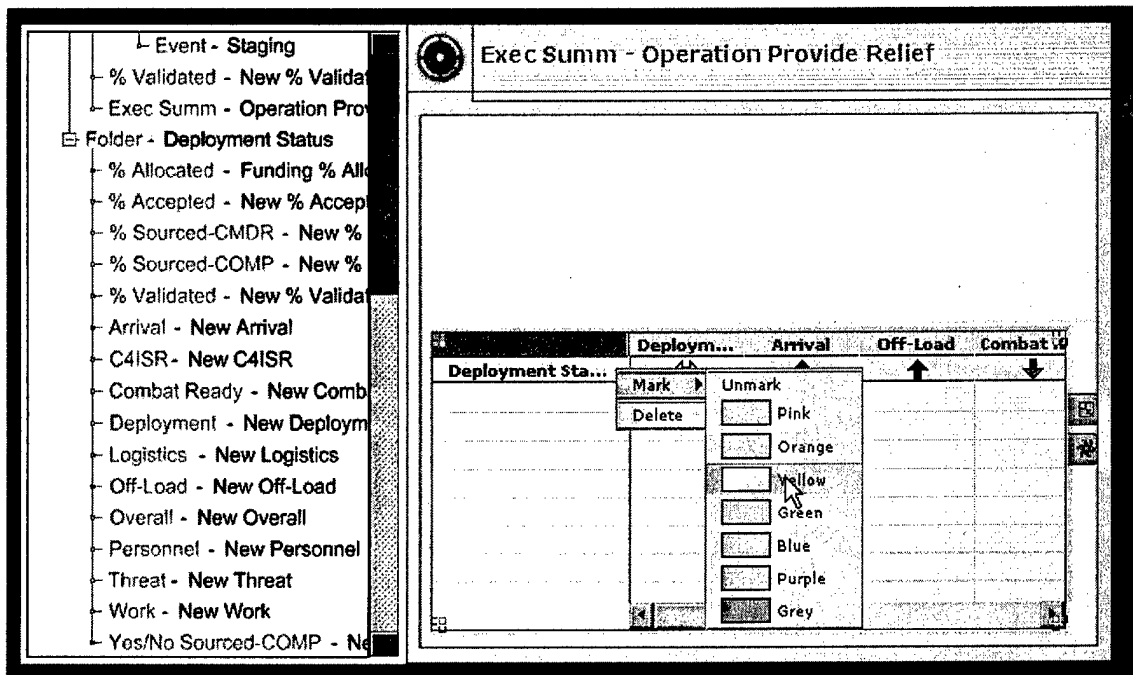 Event - Staging
% Validated - New % Validat
Exec Summ - Operation Prov
Folder - Deployment Status
% Allocated - Funding % Allo
% Accepted - New % Accept
% Sourced-CMDR - New %
% Sourced-COMP - New %
% Validated - New % Validat
Arrival - New Arrival
C4ISR - New C4ISR
Combat Ready - New Comb
Deployment - New Deploym
Logistics - New Logistics
Off-Load - New Off-Load
Overall - New Overall
Personnel - New Personnel
Threat - New Threat
Work - New Work
Yes/No Sourced-COMP - Ne
Exec Summ - Operation Provide Relief
Deploym... Arrival Off-Load Combat
Deployment Sta...
Mark Unmark
Delete Pink
Orange
Yellow
Green
Blue
Purple
Grey